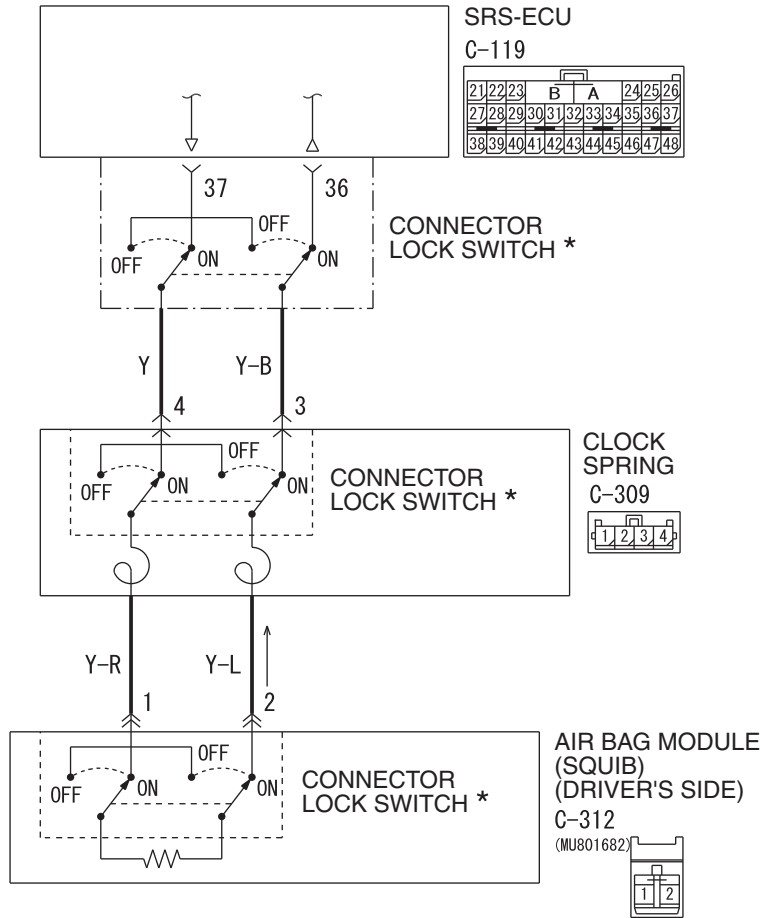 SRS-ECU
C-119
21 22 23 B A 24 25 26
27 28 29 30 31 32 33 34 35 36 37
38 39 40 41 42 43 44 45 46 47 48
37 36
OFF
OFF ON ON
CONNECTOR
LOCK SWITCH *
Y Y-B
4 3
OFF
OFF ON ON
CONNECTOR
LOCK SWITCH *
CLOCK
SPRING
C-309
1 2 3 4
Y-R Y-L
1 2
OFF
OFF ON ON
CONNECTOR
LOCK SWITCH *
AIR BAG MODULE
(SQUIB)
(DRIVER'S SIDE)
C-312
(MU801682)
1 2